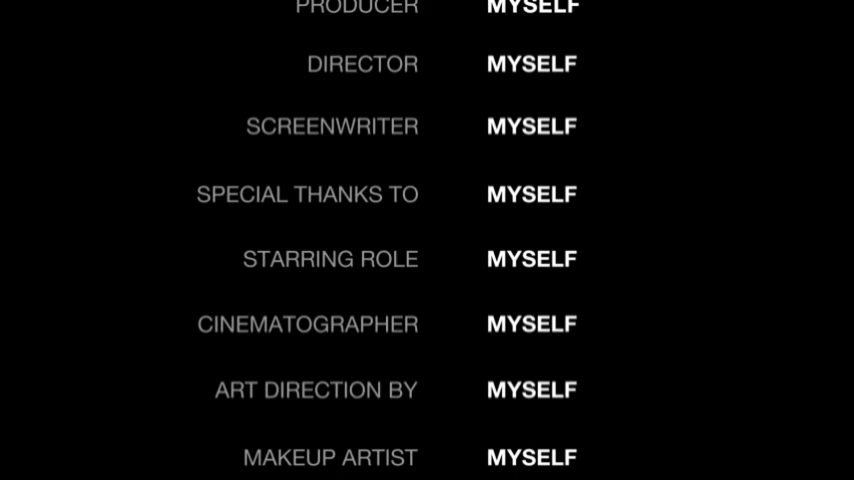 PRODUCER MYSELF
DIRECTOR MYSELF
SCREENWRITER MYSELF
SPECIAL THANKS TO MYSELF
STARRING ROLE MYSELF
CINEMATOGRAPHER MYSELF
ART DIRECTION BY MYSELF
MAKEUP ARTIST MYSELF